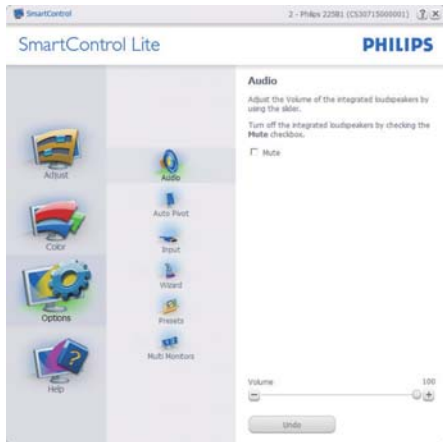 SmartControl
2 - Philips 225B1 (CS30715000001)
SmartControl Lite
PHILIPS
Adjust
Color
Options
Help
Audio
Auto Pivot
Input
Wizard
Presets
Multi Monitors
Audio
Adjust the Volume of the integrated loudspeakers by
using the slider.
Turn off the integrated loudspeakers by checking the
Mute checkbox.
Mute
Volume
100
Undo